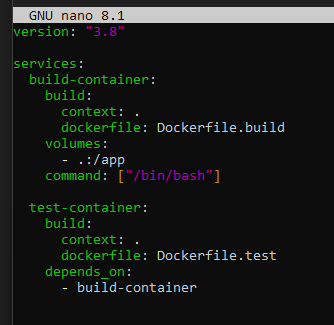 GNU nano 8.1
version: "3.8"
services:
  build-container:
    build:
      context: .
      dockerfile: Dockerfile.build
    volumes:
      - .:/app
    command: ["/bin/bash"]
  test-container:
    build:
      context: .
      dockerfile: Dockerfile.test
    depends_on:
      - build-container